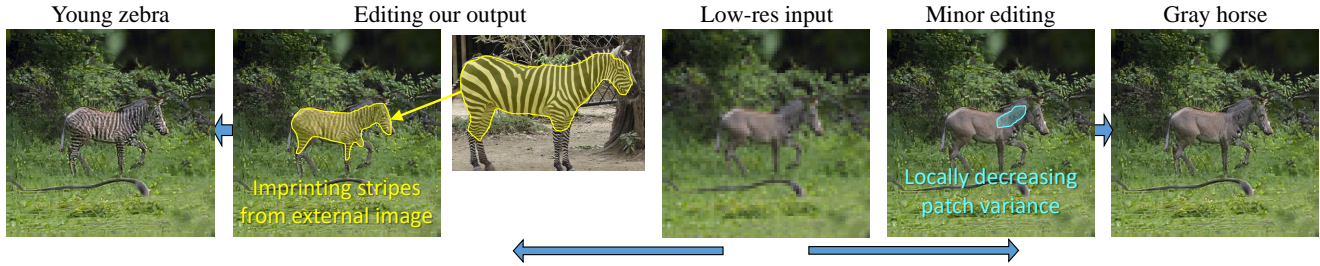 Young zebra
Editing our output
Low-res input
Minor editing
Gray horse
Imprinting stripes
from external image
Locally decreasing
patch variance